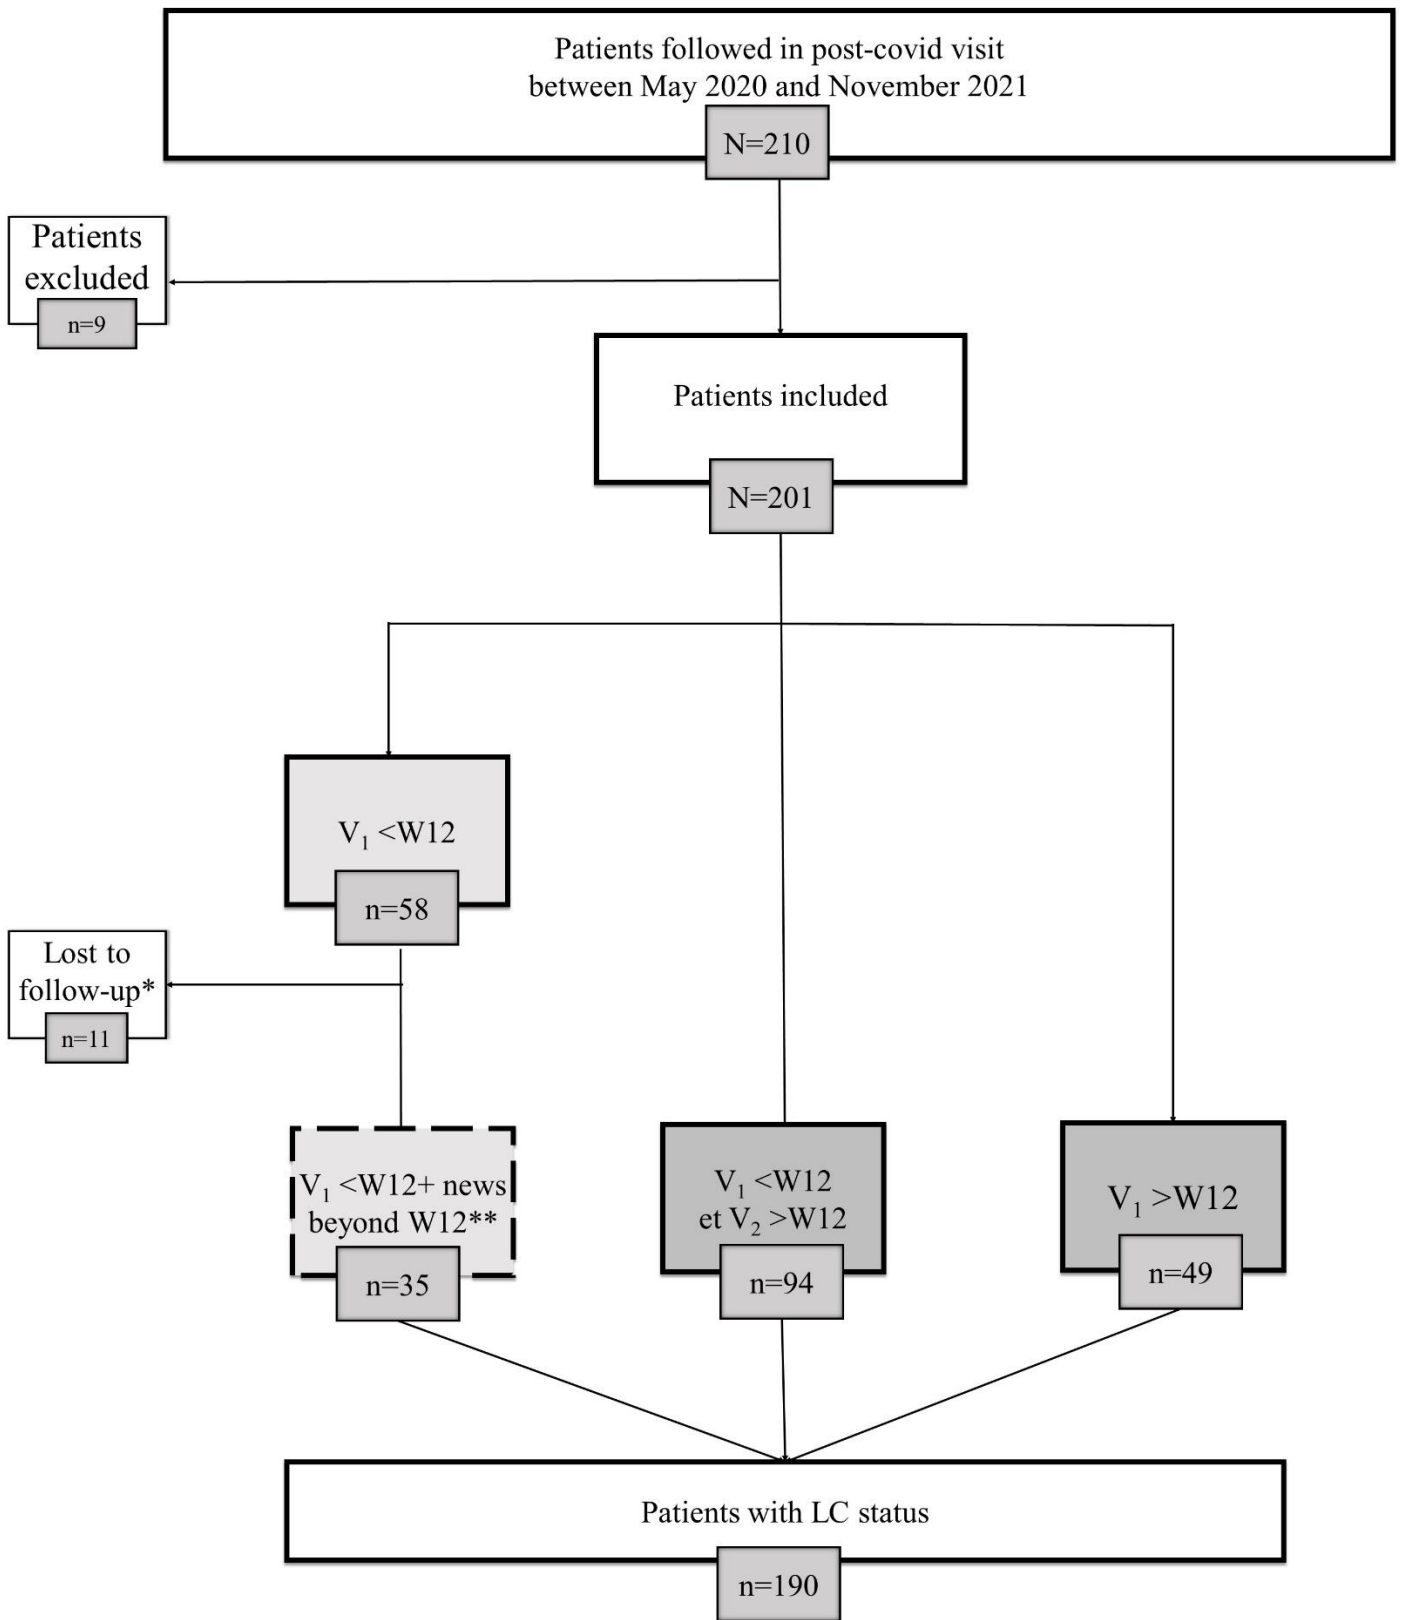 Patients followed in post-covid visit
between May 2020 and November 2021
N=210
Patients
excluded
n=9
Patients included
N=201
V₁ <W12
n=58
Lost to
follow-up*
n=11
V₁ <W12+ news
beyond W12**
n=35
V₁ <W12
et V₂ >W12
n=94
V₁ >W12
n=49
Patients with LC status
n=190